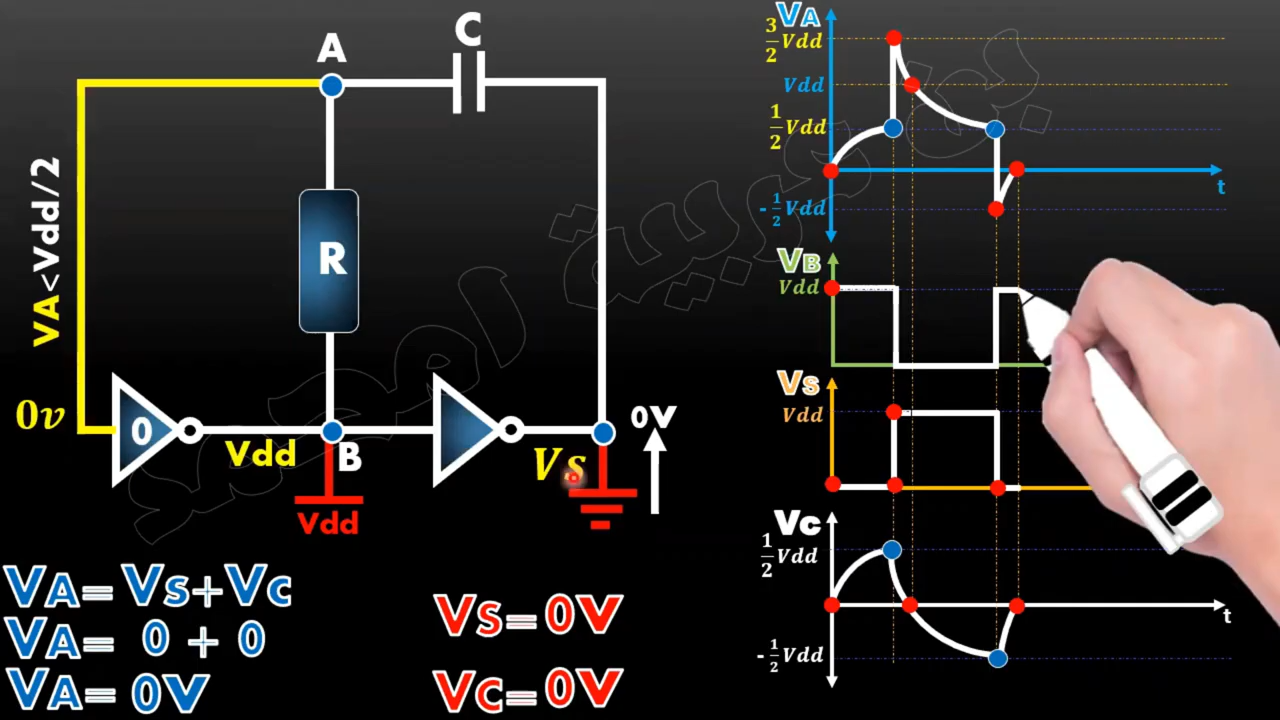 A
C
VA<Vdd/2
R
0v
0
Vdd
B
Vs
0V
Vdd
VA= Vs+Vc
VA= 0 + 0
VA= 0V
Vs=0V
Vc=0V
VA
3/2 Vdd
Vdd
1/2 Vdd
t
-1/2 Vdd
VB
Vdd
Vs
Vdd
Vc
1/2 Vdd
t
-1/2 Vdd